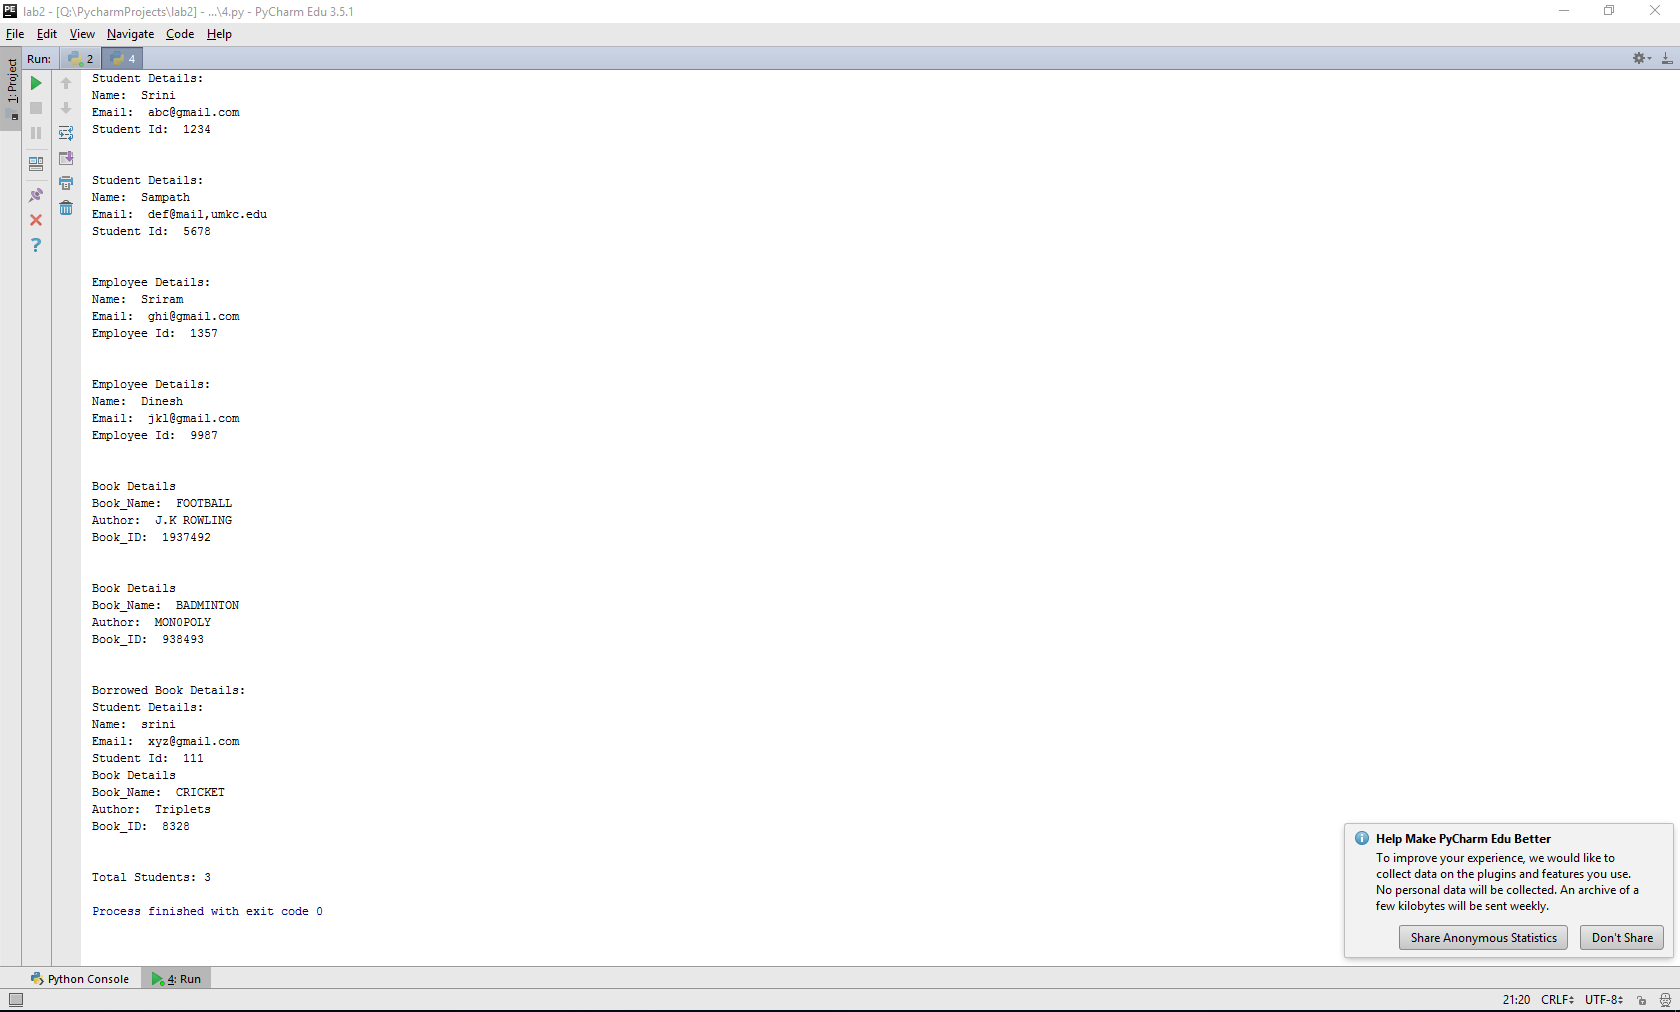 lab2 - [Q:\PycharmProjects\lab2] - ...\4.py - PyCharm Edu 3.5.1
File Edit View Navigate Code Help
Run: 2 4
1: Project
Student Details:
Name:  Srini
Email:  abc@gmail.com
Student Id:  1234
Student Details:
Name:  Sampath
Email:  def@mail,umkc.edu
Student Id:  5678
Employee Details:
Name:  Sriram
Email:  ghi@gmail.com
Employee Id:  1357
Employee Details:
Name:  Dinesh
Email:  jkl@gmail.com
Employee Id:  9987
Book Details
Book_Name:  FOOTBALL
Author:  J.K ROWLING
Book_ID:  1937492
Book Details
Book_Name:  BADMINTON
Author:  MONOPOLY
Book_ID:  938493
Borrowed Book Details:
Student Details:
Name:  srini
Email:  xyz@gmail.com
Student Id:  111
Book Details
Book_Name:  CRICKET
Author:  Triplets
Book_ID:  8328
Total Students: 3
Process finished with exit code 0
Help Make PyCharm Edu Better
To improve your experience, we would like to
collect data on the plugins and features you use.
No personal data will be collected. An archive of a
few kilobytes will be sent weekly.
Share Anonymous Statistics Don't Share
Python Console 4: Run
21:20 CRLF UTF-8